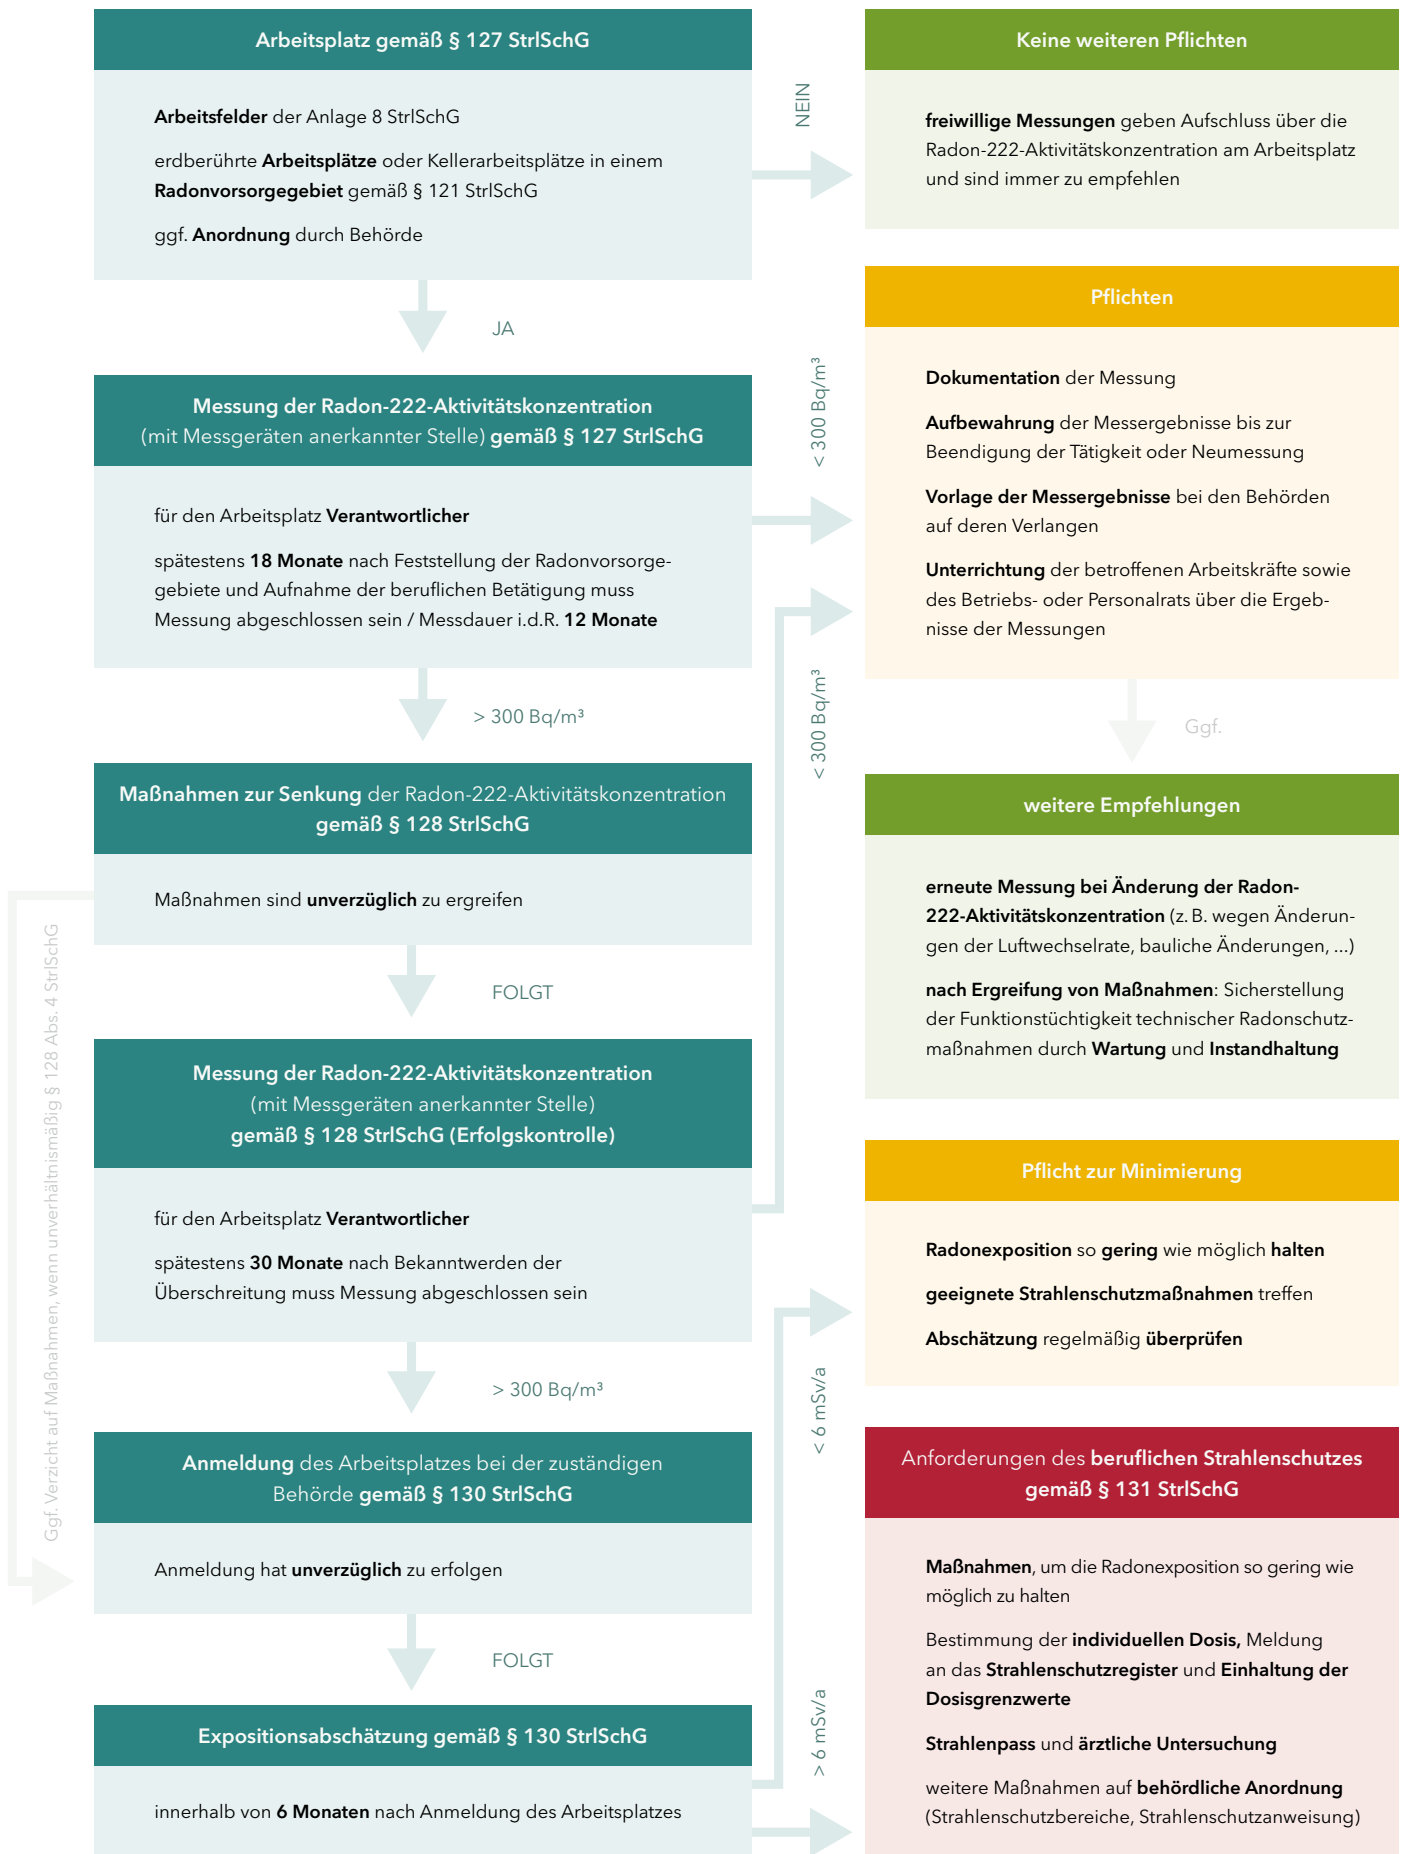 Arbeitsplatz gemäß § 127 StrlSchG
Arbeitsfelder der Anlage 8 StrlSchG
erdberührte Arbeitsplätze oder Kellerarbeitsplätze in einem
Radonvorsorgegebiet gemäß § 121 StrlSchG
ggf. Anordnung durch Behörde
NEIN
Keine weiteren Pflichten
freiwillige Messungen geben Aufschluss über die
Radon-222-Aktivitätskonzentration am Arbeitsplatz
und sind immer zu empfehlen
JA
Messung der Radon-222-Aktivitätskonzentration
(mit Messgeräten anerkannter Stelle) gemäß § 127 StrlSchG
für den Arbeitsplatz Verantwortlicher
spätestens 18 Monate nach Feststellung der Radonvorsorge-
gebiete und Aufnahme der beruflichen Betätigung muss
Messung abgeschlossen sein / Messdauer i.d.R. 12 Monate
< 300 Bq/m³
Pflichten
Dokumentation der Messung
Aufbewahrung der Messergebnisse bis zur
Beendigung der Tätigkeit oder Neumessung
Vorlage der Messergebnisse bei den Behörden
auf deren Verlangen
Unterrichtung der betroffenen Arbeitskräfte sowie
des Betriebs- oder Personalrats über die Ergeb-
nisse der Messungen
> 300 Bq/m³
< 300 Bq/m³
Ggf.
Maßnahmen zur Senkung der Radon-222-Aktivitätskonzentration
gemäß § 128 StrlSchG
Maßnahmen sind unverzüglich zu ergreifen
weitere Empfehlungen
erneute Messung bei Änderung der Radon-
222-Aktivitätskonzentration (z. B. wegen Änderun-
gen der Luftwechselrate, bauliche Änderungen, ...)
nach Ergreifung von Maßnahmen: Sicherstellung
der Funktionstüchtigkeit technischer Radonschutz-
maßnahmen durch Wartung und Instandhaltung
Ggf. Verzicht auf Maßnahmen, wenn unverhältnismäßig § 128 Abs. 4 StrlSchG
FOLGT
Messung der Radon-222-Aktivitätskonzentration
(mit Messgeräten anerkannter Stelle)
gemäß § 128 StrlSchG (Erfolgskontrolle)
für den Arbeitsplatz Verantwortlicher
spätestens 30 Monate nach Bekanntwerden der
Überschreitung muss Messung abgeschlossen sein
Pflicht zur Minimierung
Radonexposition so gering wie möglich halten
geeignete Strahlenschutzmaßnahmen treffen
Abschätzung regelmäßig überprüfen
> 300 Bq/m³
< 6 mSv/a
Anmeldung des Arbeitsplatzes bei der zuständigen
Behörde gemäß § 130 StrlSchG
Anmeldung hat unverzüglich zu erfolgen
FOLGT
Expositionsabschätzung gemäß § 130 StrlSchG
innerhalb von 6 Monaten nach Anmeldung des Arbeitsplatzes
> 6 mSv/a
Anforderungen des beruflichen Strahlenschutzes
gemäß § 131 StrlSchG
Maßnahmen, um die Radonexposition so gering wie
möglich zu halten
Bestimmung der individuellen Dosis, Meldung
an das Strahlenschutzregister und Einhaltung der
Dosisgrenzwerte
Strahlenpass und ärztliche Untersuchung
weitere Maßnahmen auf behördliche Anordnung
(Strahlenschutzbereiche, Strahlenschutzanweisung)